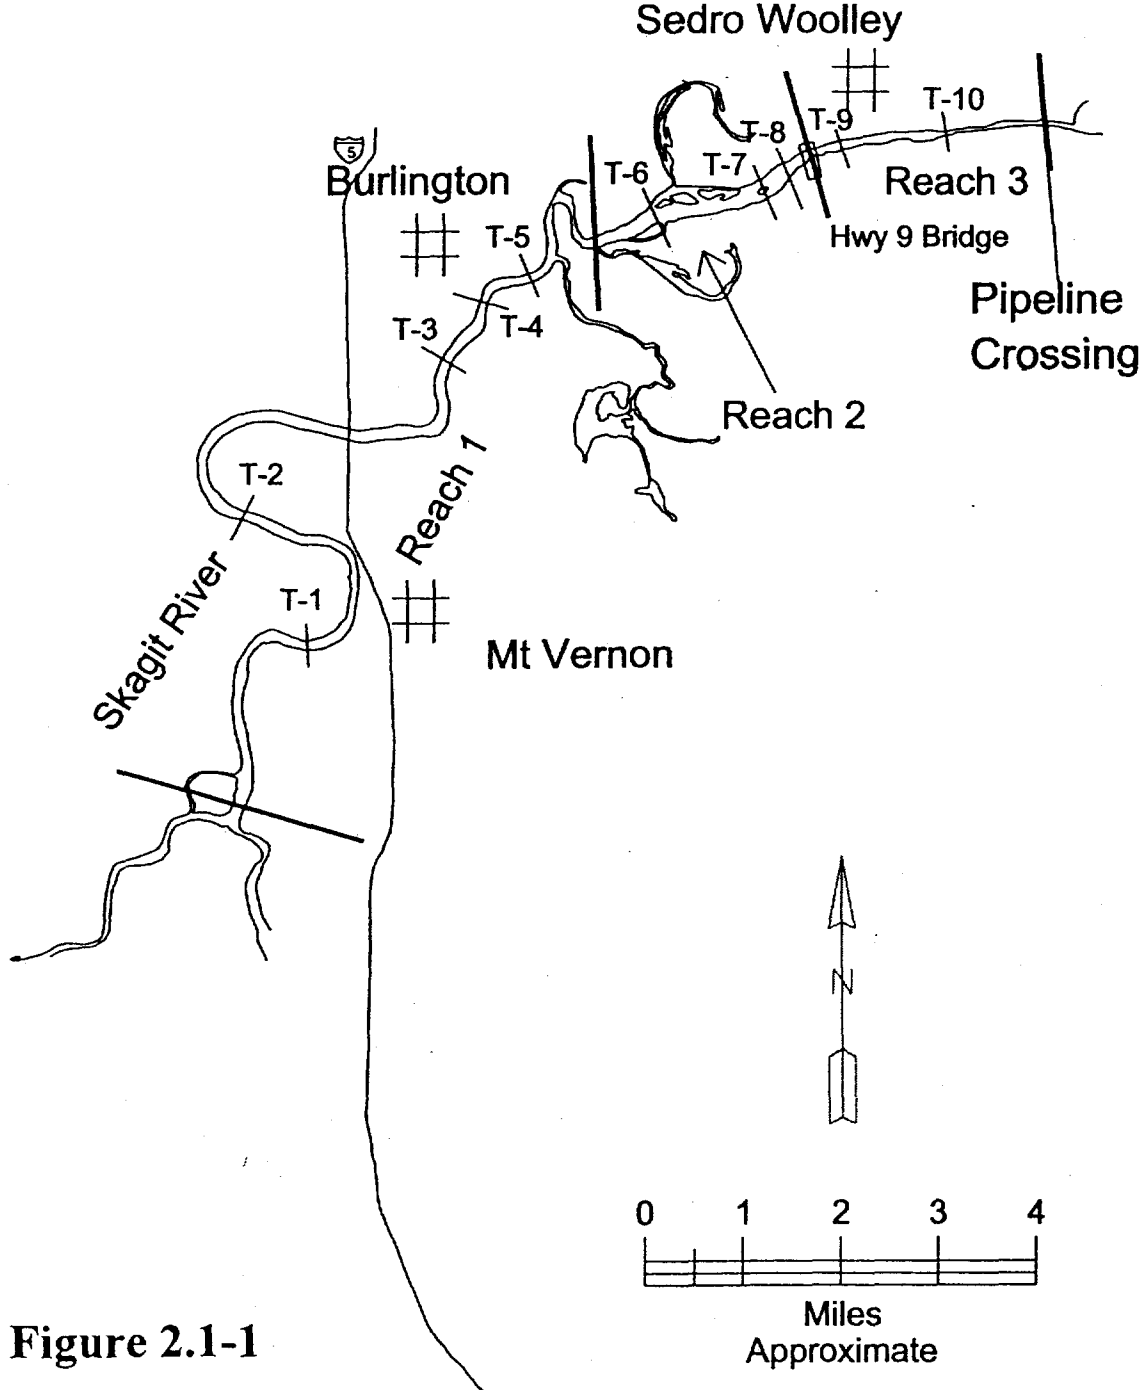 Sedro Woolley
T-10
T-9
T-8
5
T-7
T-6
Burlington
Reach 3
Hwy 9 Bridge
T-5
Pipeline
Crossing
T-3
T-4
Reach 2
T-2
Reach 1
Skagit River
T-1
Mt Vernon
N
0 1 2 3 4
Miles
Approximate
Figure 2.1-1